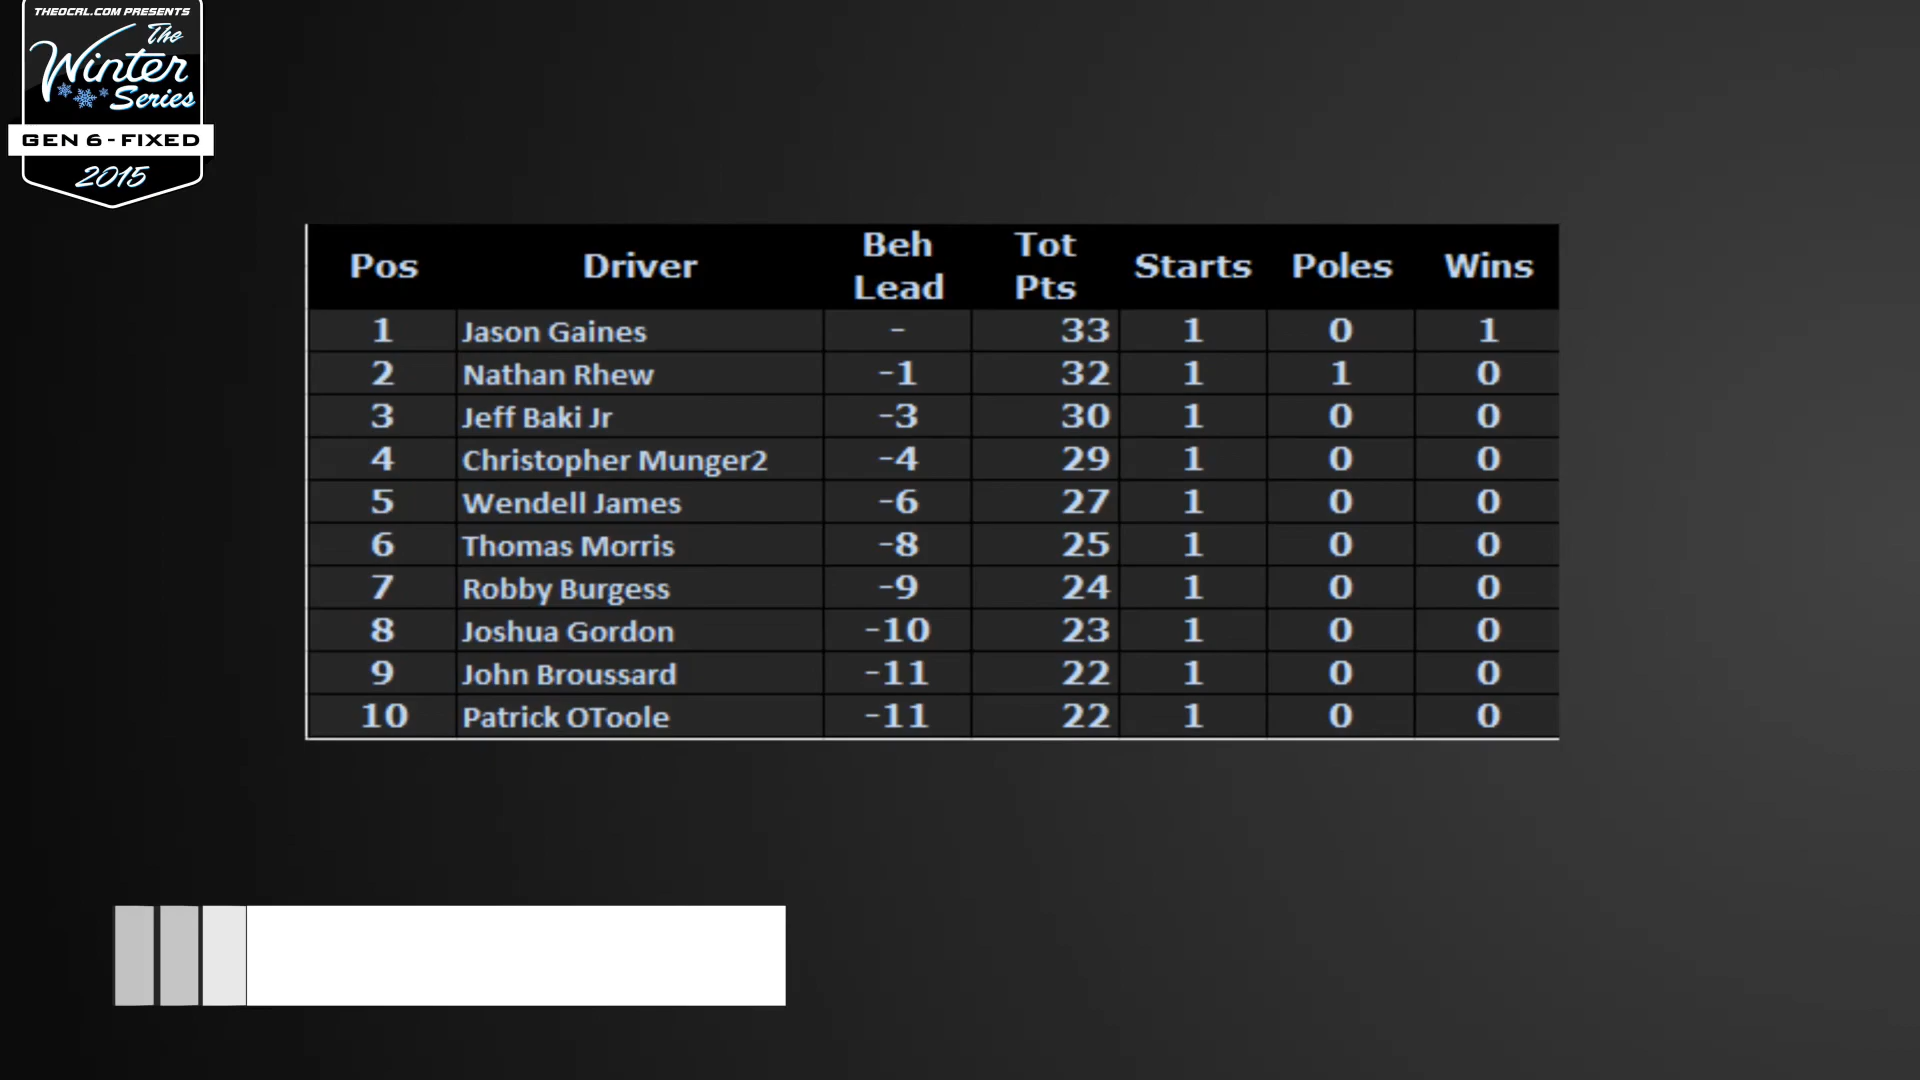 THEOCRL.COM PRESENTS
The
Winter
Series
GEN 6 - FIXED
2015
Pos Driver Beh Lead Tot Pts Starts Poles Wins
1 Jason Gaines - 33 1 0 1
2 Nathan Rhew -1 32 1 1 0
3 Jeff Baki Jr -3 30 1 0 0
4 Christopher Munger2 -4 29 1 0 0
5 Wendell James -6 27 1 0 0
6 Thomas Morris -8 25 1 0 0
7 Robby Burgess -9 24 1 0 0
8 Joshua Gordon -10 23 1 0 0
9 John Broussard -11 22 1 0 0
10 Patrick OToole -11 22 1 0 0